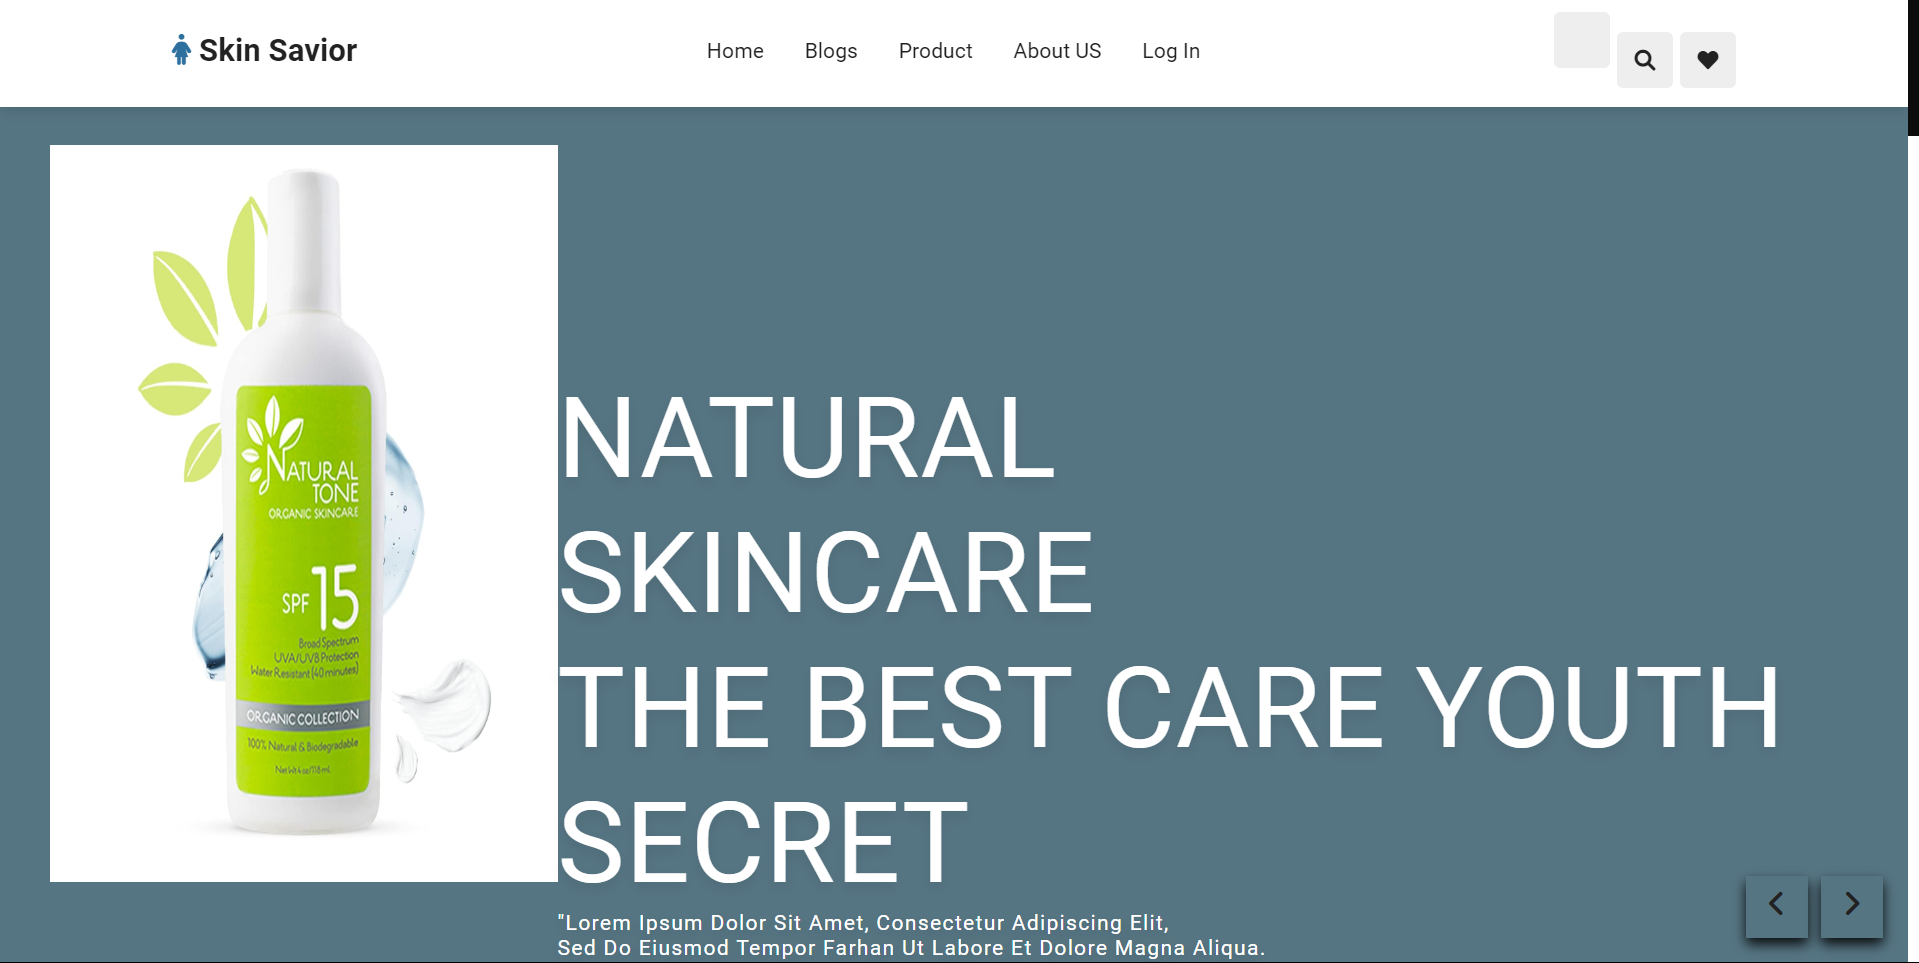 Skin Savior
Home
Blogs
Product
About US
Log In
NATURAL
TONE
ORGANIC SKINCARE
SPF 15
Broad Spectrum
UVA/UVB Protection
Water Resistant (40 minutes)
ORGANIC COLLECTION
100% Natural & Biodegradable
Net Wt 4 oz/118 mL
NATURAL
SKINCARE
THE BEST CARE YOUTH
SECRET
"Lorem Ipsum Dolor Sit Amet, Consectetur Adipiscing Elit,
Sed Do Eiusmod Tempor Farhan Ut Labore Et Dolore Magna Aliqua.